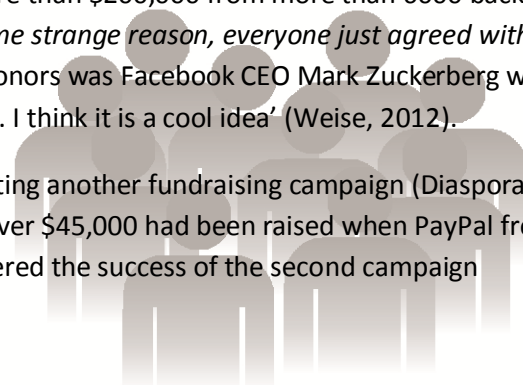 re than $200,000 from more than 6000 back
me strange reason, everyone just agreed with
onors was Facebook CEO Mark Zuckerberg w
. I think it is a cool idea’ (Weise, 2012).
ting another fundraising campaign (Diaspora
ver $45,000 had been raised when PayPal fr
ered the success of the second campaign